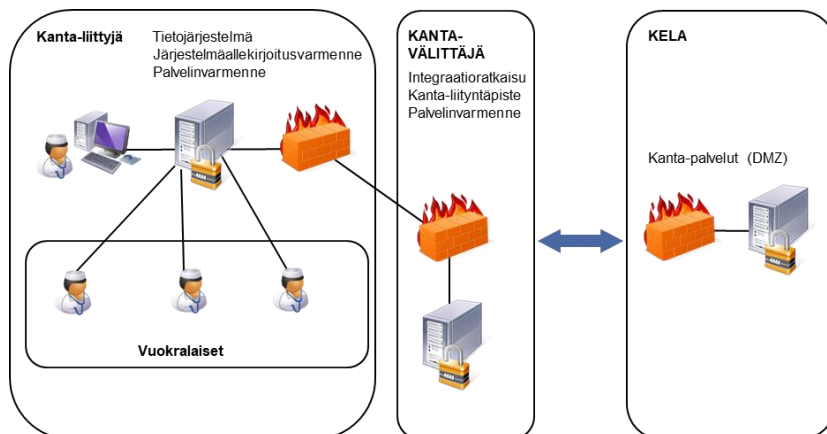 Kanta-liittyjä
Tietojärjestelmä
Järjestelmäallekirjoitusvarmenne
Palvelinvarmenne
Vuokralaiset
KANTA-
VÄLITTÄJÄ
Integraatioratkaisu
Kanta-liityntäpiste
Palvelinvarmenne
KELA
Kanta-palvelut (DMZ)